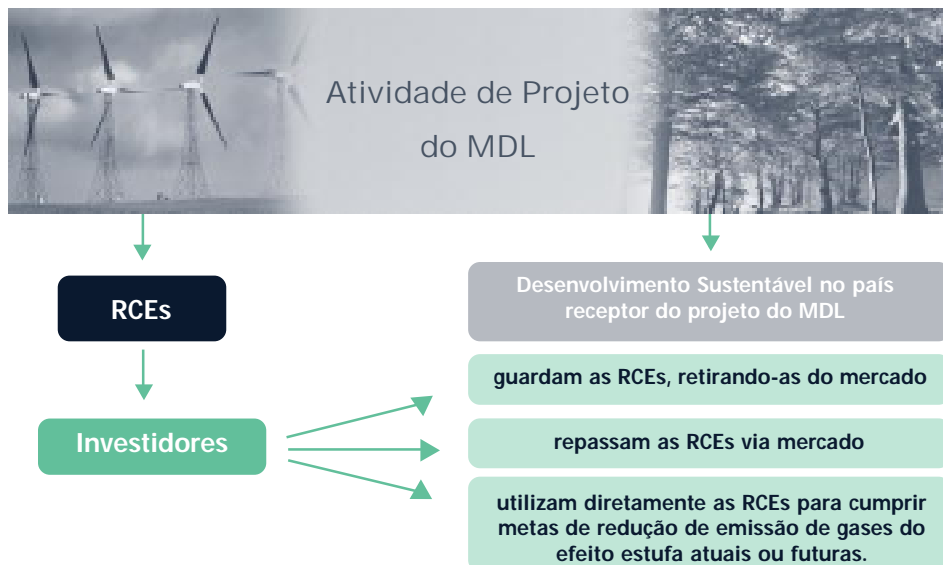 Atividade de Projeto
do MDL
RCEs
Desenvolvimento Sustentável no país
receptor do projeto do MDL
guardam as RCEs, retirando-as do mercado
Investidores
repassam as RCEs via mercado
utilizam diretamente as RCEs para cumprir
metas de redução de emissão de gases do
efeito estufa atuais ou futuras.